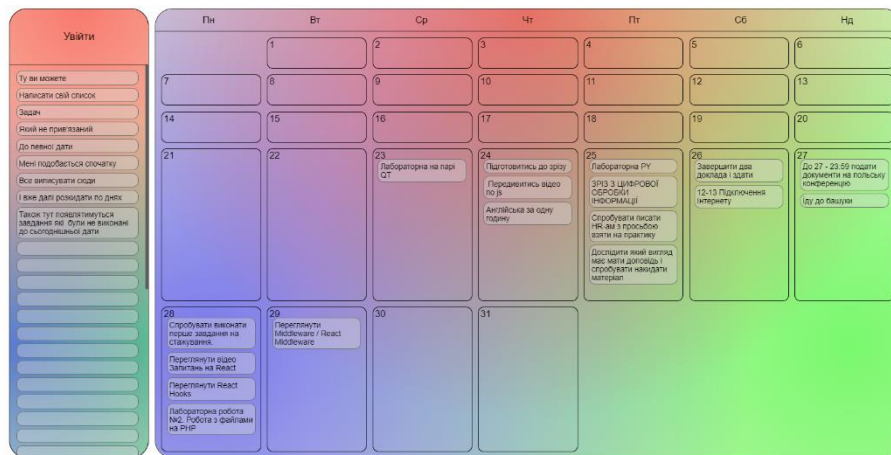 Увійти
Ту ви можете
Написати свій список
Задач
Який не прив'язаний
До певної дати
Мені подобається спочатку
Все виписувати сюди
І вже далі розкидати по днях
Також тут появлятимуться
завдання які були не виконані
до сьогоднішньої дати
Пн Вт Ср Чт Пт Сб Нд
1 2 3 4 5 6
7 8 9 10 11 12 13
14 15 16 17 18 19 20
21
22
23
Лабораторна на парі
QT
24
Підготовитись до зрізу
Передивитись відео
по js
Англійська за одну
годину
25
Лабораторна PY
ЗРІЗ З ЦИФРОВОЇ
ОБРОБКИ
ІНФОРМАЦІЇ
Спробувати писати
HR-ам з просьбою
взяти на практику
Дослідити який вигляд
має мати доповідь і
спробувати накидати
матеріал
26
Завершити два
доклада і здати
12-13 Підключення
Інтернету
27
До 27 - 23:59 подати
документи на польську
конференцію
Іду до башуки
28
Спробувати виконати
перше завдання на
стажування.
Переглянути відео
Запитань на React
Переглянути React
Hooks
Лабораторна робота
№2. Робота з файлами
на PHP
29
Переглянути
Middleware / React
Middleware
30
31